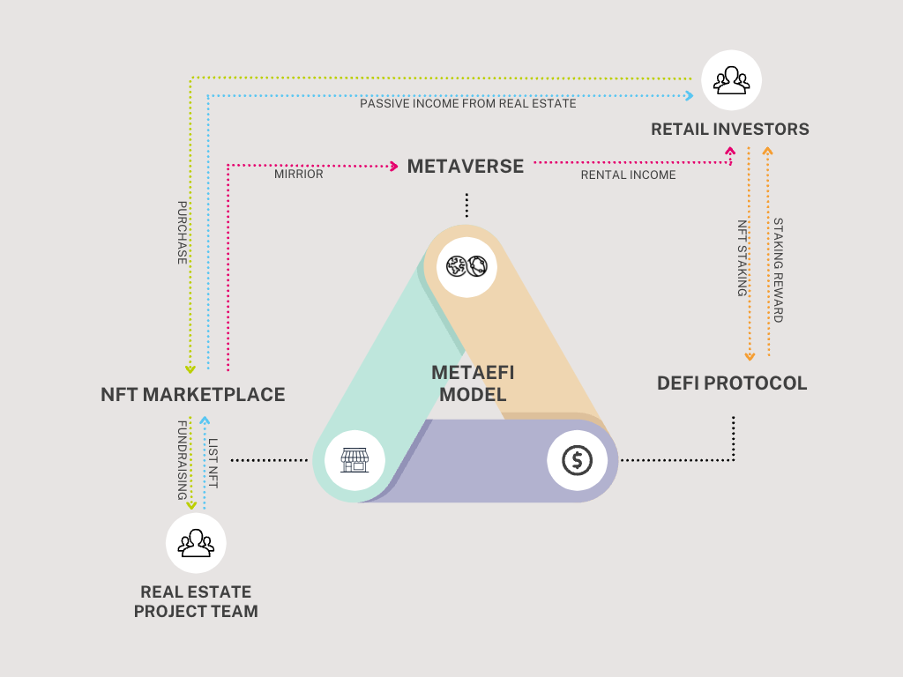 PASSIVE INCOME FROM REAL ESTATE
RETAIL INVESTORS
MIRRIOR
METAVERSE
RENTAL INCOME
PURCHASE
NFT STAKING
STAKING REWARD
METAEFI
MODEL
NFT MARKETPLACE
DEFI PROTOCOL
FUNDRAISING
LIST NFT
$
REAL ESTATE
PROJECT TEAM